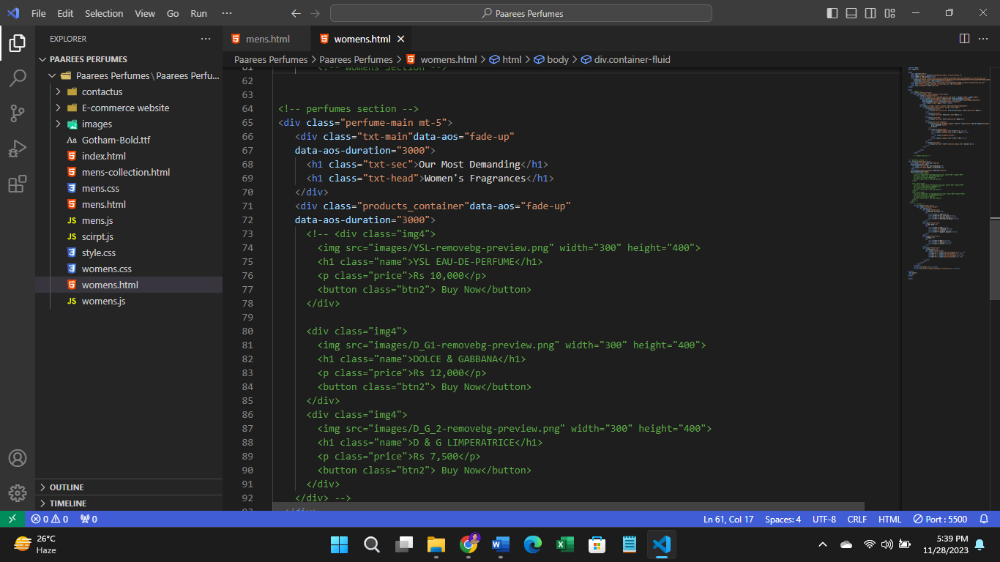 File Edit Selection View Go Run ··· Paarees Perfumes
EXPLORER ···
PAAREES PERFUMES
Paarees Perfumes \ Paarees Perfu...
contactus
E-commerce website
images
Aa Gotham-Bold.ttf
index.html
mens-collection.html
mens.css
mens.html
JS mens.js
JS scirpt.js
style.css
womens.css
womens.html
JS womens.js
OUTLINE
TIMELINE
mens.html womens.html
Paarees Perfumes > Paarees Perfumes > womens.html > html > body > div.container-fluid
61 <!-- womens section -->
62
63
64 <!-- perfumes section -->
65 <div class="perfume-main mt-5">
66 <div class="txt-main"data-aos="fade-up"
67 data-aos-duration="3000">
68 <h1 class="txt-sec">Our Most Demanding</h1>
69 <h1 class="txt-head">Women's Fragrances</h1>
70 </div>
71 <div class="products_container"data-aos="fade-up"
72 data-aos-duration="3000">
73 <!-- <div class="img4">
74 <img src="images/YSL-removebg-preview.png" width="300" height="400">
75 <h1 class="name">YSL EAU-DE-PERFUME</h1>
76 <p class="price">Rs 10,000</p>
77 <button class="btn2"> Buy Now</button>
78 </div>
79
80 <div class="img4">
81 <img src="images/D_G1-removebg-preview.png" width="300" height="400">
82 <h1 class="name">DOLCE & GABBANA</h1>
83 <p class="price">Rs 12,000</p>
84 <button class="btn2"> Buy Now</button>
85 </div>
86 <div class="img4">
87 <img src="images/D_G_2-removebg-preview.png" width="300" height="400">
88 <h1 class="name">D & G LIMPERATRICE</h1>
89 <p class="price">Rs 7,500</p>
90 <button class="btn2"> Buy Now</button>
91 </div>
92 </div> -->
93 </div>
0 0 0 Ln 61, Col 17 Spaces: 4 UTF-8 CRLF HTML Port : 5500
26°C
Haze
5:39 PM
11/28/2023